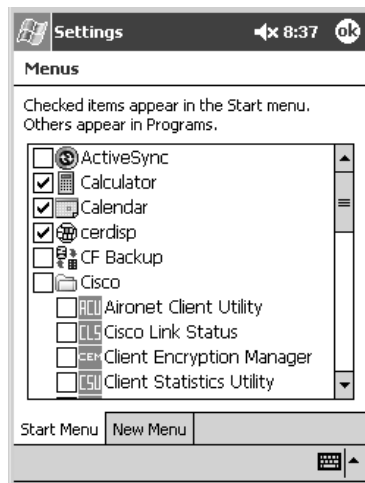 Settings 8:37 ok
Menus
Checked items appear in the Start menu.
Others appear in Programs.
ActiveSync
Calculator
Calendar
cerdisp
CF Backup
Cisco
ACU Aironet Client Utility
CLS Cisco Link Status
CEM Client Encryption Manager
CSU Client Statistics Utility
Start Menu New Menu